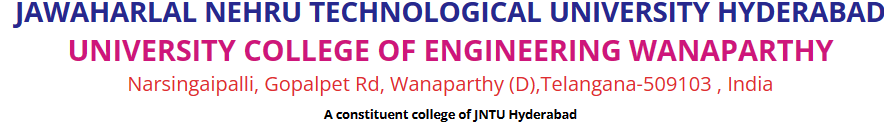 JAWAHARLAL NEHRU TECHNOLOGICAL UNIVERSITY HYDERABAD
UNIVERSITY COLLEGE OF ENGINEERING WANAPARTHY
Narsingaipalli, Gopalpet Rd, Wanaparthy (D),Telangana-509103 , India
A constituent college of JNTU Hyderabad